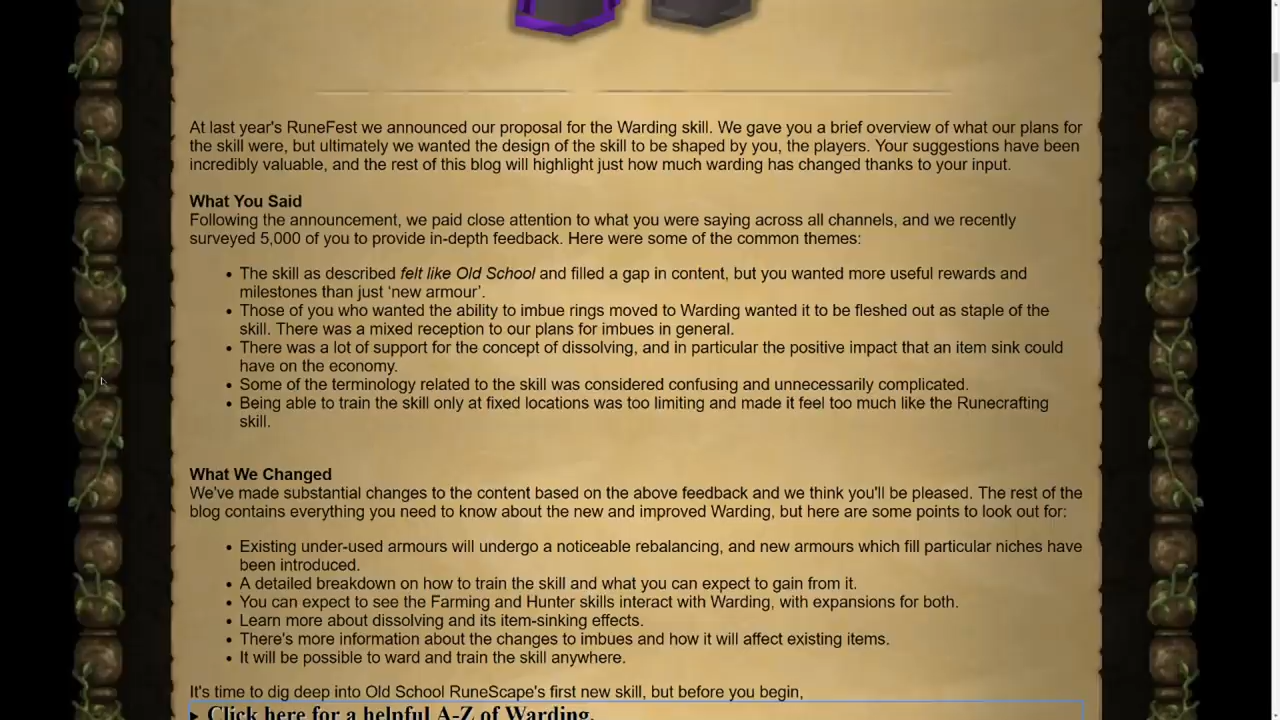 At last year's RuneFest we announced our proposal for the Warding skill. We gave you a brief overview of what our plans for
the skill were, but ultimately we wanted the design of the skill to be shaped by you, the players. Your suggestions have been
incredibly valuable, and the rest of this blog will highlight just how much warding has changed thanks to your input.
What You Said
Following the announcement, we paid close attention to what you were saying across all channels, and we recently
surveyed 5,000 of you to provide in-depth feedback. Here were some of the common themes:
• The skill as described felt like Old School and filled a gap in content, but you wanted more useful rewards and
milestones than just ‘new armour’.
• Those of you who wanted the ability to imbue rings moved to Warding wanted it to be fleshed out as staple of the
skill. There was a mixed reception to our plans for imbues in general.
• There was a lot of support for the concept of dissolving, and in particular the positive impact that an item sink could
have on the economy.
• Some of the terminology related to the skill was considered confusing and unnecessarily complicated.
• Being able to train the skill only at fixed locations was too limiting and made it feel too much like the Runecrafting
skill.
What We Changed
We've made substantial changes to the content based on the above feedback and we think you'll be pleased. The rest of the
blog contains everything you need to know about the new and improved Warding, but here are some points to look out for:
• Existing under-used armours will undergo a noticeable rebalancing, and new armours which fill particular niches have
been introduced.
• A detailed breakdown on how to train the skill and what you can expect to gain from it.
• You can expect to see the Farming and Hunter skills interact with Warding, with expansions for both.
• Learn more about dissolving and its item-sinking effects.
• There's more information about the changes to imbues and how it will affect existing items.
• It will be possible to ward and train the skill anywhere.
It's time to dig deep into Old School RuneScape's first new skill, but before you begin,
▸ Click here for a helpful A-Z of Warding.